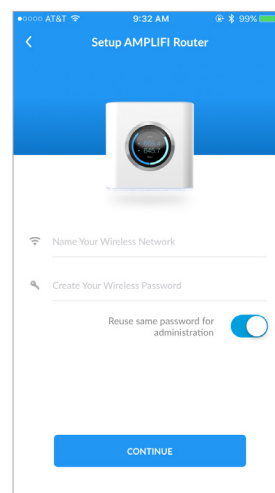 AT&T 9:32 AM 99%
Setup AMPLIFI Router
Name Your Wireless Network
Create Your Wireless Password
Reuse same password for
administration
CONTINUE